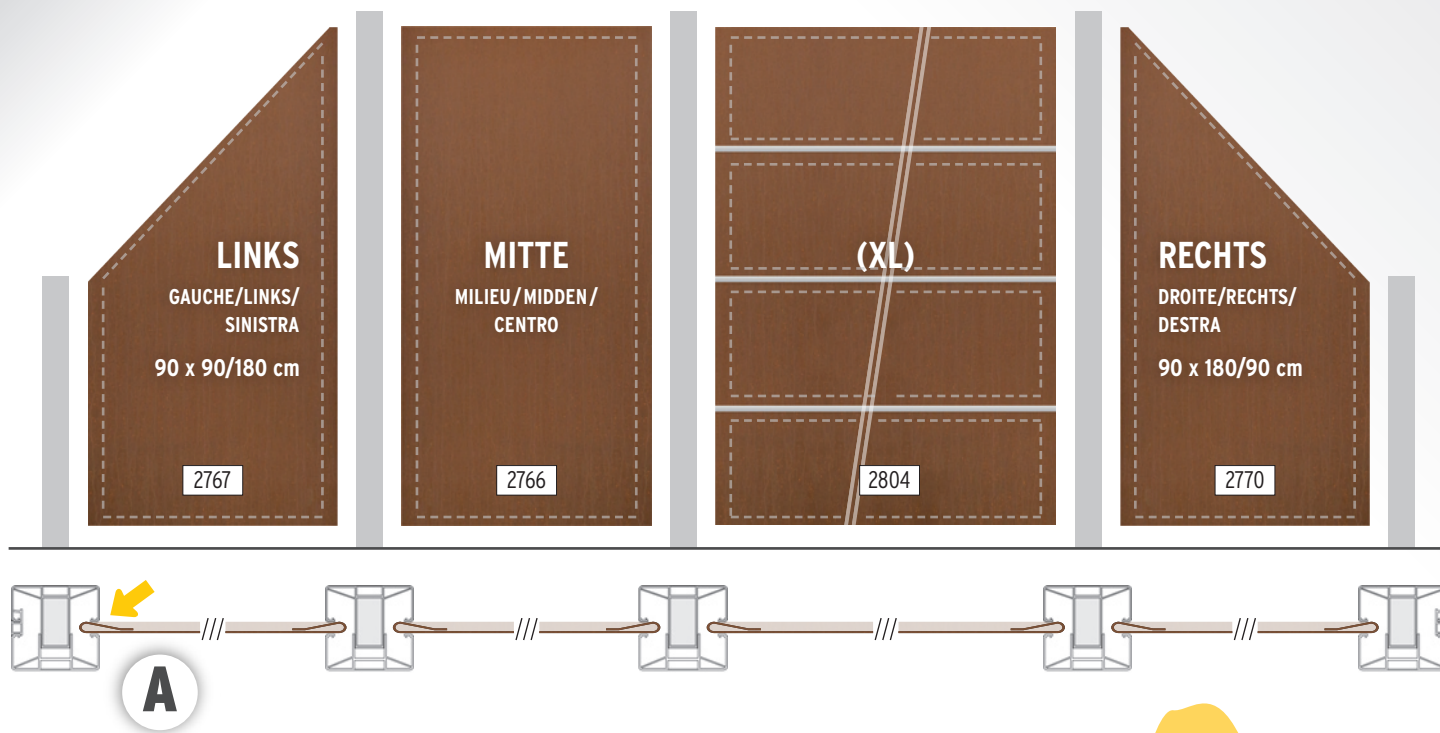 LINKS
GAUCHE/LINKS/
SINISTRA
90 x 90/180 cm
2767
MITTE
MILIEU/MIDDEN/
CENTRO
2766
(XL)
2804
RECHTS
DROITE/RECHTS/
DESTRA
90 x 180/90 cm
2770
A